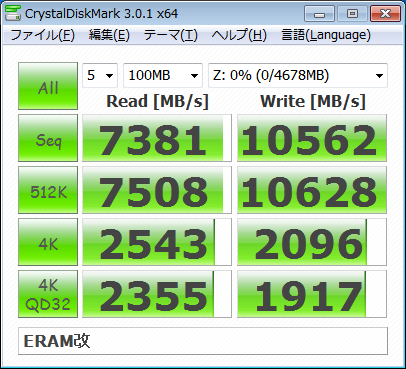 CrystalDiskMark 3.0.1 x64
ファイル(F) 編集(E) テーマ(T) ヘルプ(H) 言語(Language)
All 5 100MB Z: 0% (0/4678MB)
Read [MB/s] Write [MB/s]
Seq 7381 10562
512K 7508 10628
4K 2543 2096
4K QD32 2355 1917
ERAM改